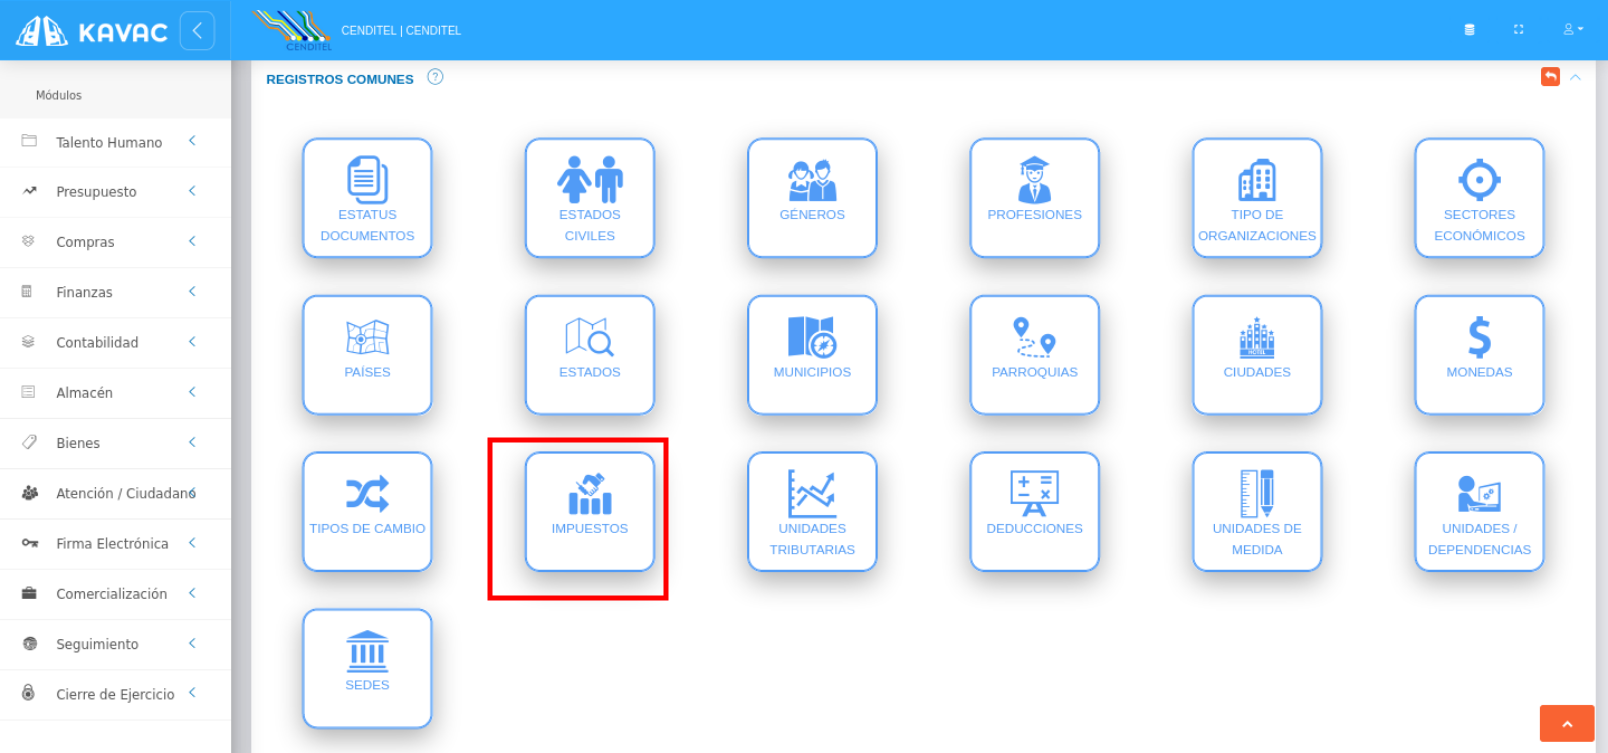 KAVAC
CENDITEL
CENDITEL | CENDITEL
REGISTROS COMUNES ?
Módulos
Talento Humano
Presupuesto
Compras
Finanzas
Contabilidad
Almacén
Bienes
Atención / Ciudadano
Firma Electrónica
Comercialización
Seguimiento
Cierre de Ejercicio
ESTATUS
DOCUMENTOS
ESTADOS
CIVILES
GÉNEROS
PROFESIONES
TIPO DE
ORGANIZACIONES
SECTORES
ECONÓMICOS
PAÍSES
ESTADOS
MUNICIPIOS
PARROQUIAS
HOTEL
CIUDADES
MONEDAS
TIPOS DE CAMBIO
IMPUESTOS
UNIDADES
TRIBUTARIAS
DEDUCCIONES
UNIDADES DE
MEDIDA
UNIDADES /
DEPENDENCIAS
SEDES